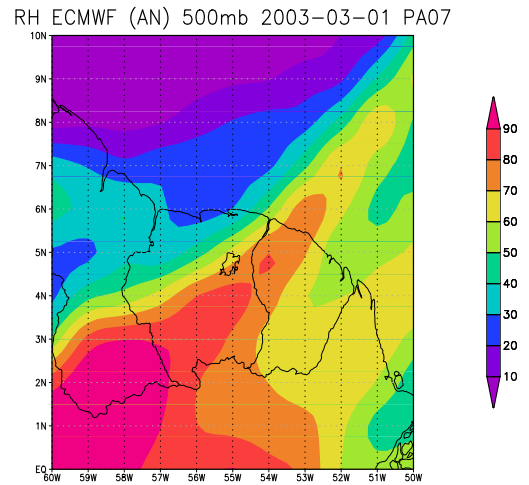 RH ECMWF (AN) 500mb 2003-03-01 PA07
10N
9N
8N
7N
6N
5N
4N
3N
2N
1N
EQ
60W 59W 58W 57W 56W 55W 54W 53W 52W 51W 50W
90
80
70
60
50
40
30
20
10